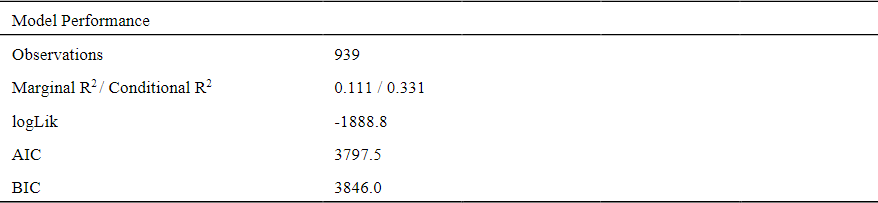 Model Performance
Observations 939
Marginal R² / Conditional R² 0.111 / 0.331
logLik -1888.8
AIC 3797.5
BIC 3846.0